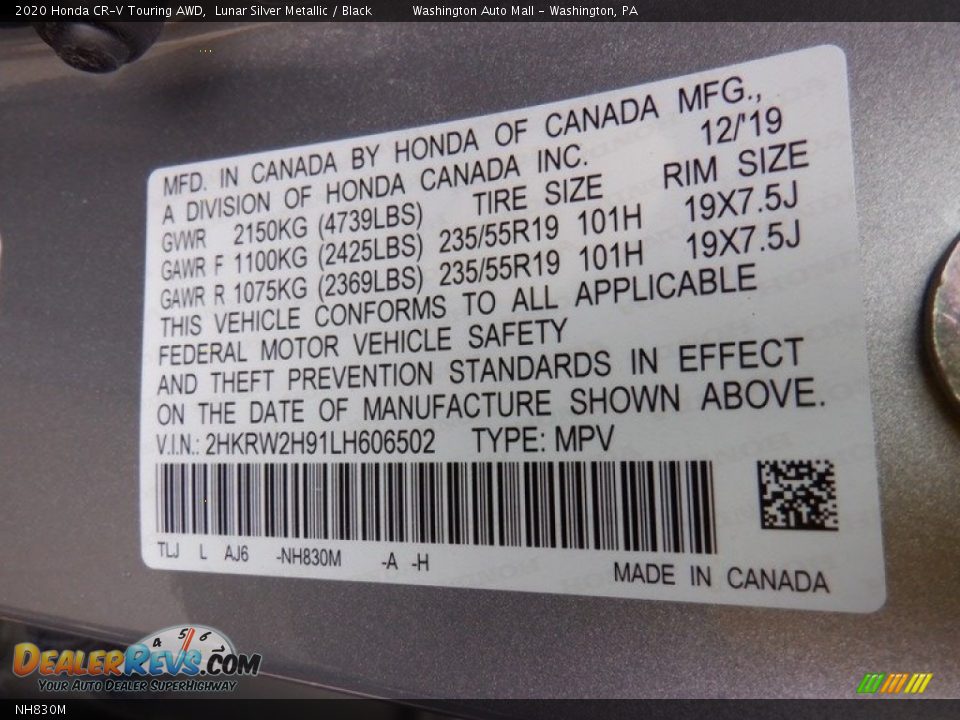 2020 Honda CR-V Touring AWD,  Lunar Silver Metallic / Black          Washington Auto Mall - Washington, PA
MFD. IN CANADA BY HONDA OF CANADA MFG.,
A DIVISION OF HONDA CANADA INC.    12/'19
GVWR 2150KG (4739LBS)  TIRE SIZE  RIM SIZE
GAWR F 1100KG (2425LBS) 235/55R19 101H  19X7.5J
GAWR R 1075KG (2369LBS) 235/55R19 101H  19X7.5J
THIS VEHICLE CONFORMS TO ALL APPLICABLE
FEDERAL MOTOR VEHICLE SAFETY
AND THEFT PREVENTION STANDARDS IN EFFECT
ON THE DATE OF MANUFACTURE SHOWN ABOVE.
V.I.N.: 2HKRW2H91LH606502  TYPE: MPV
TLJ  L  AJ6  -NH830M  -A -H
MADE IN CANADA
4 5 6
DEALERREVS.COM
YOUR AUTO DEALER SUPERHIGHWAY
NH830M